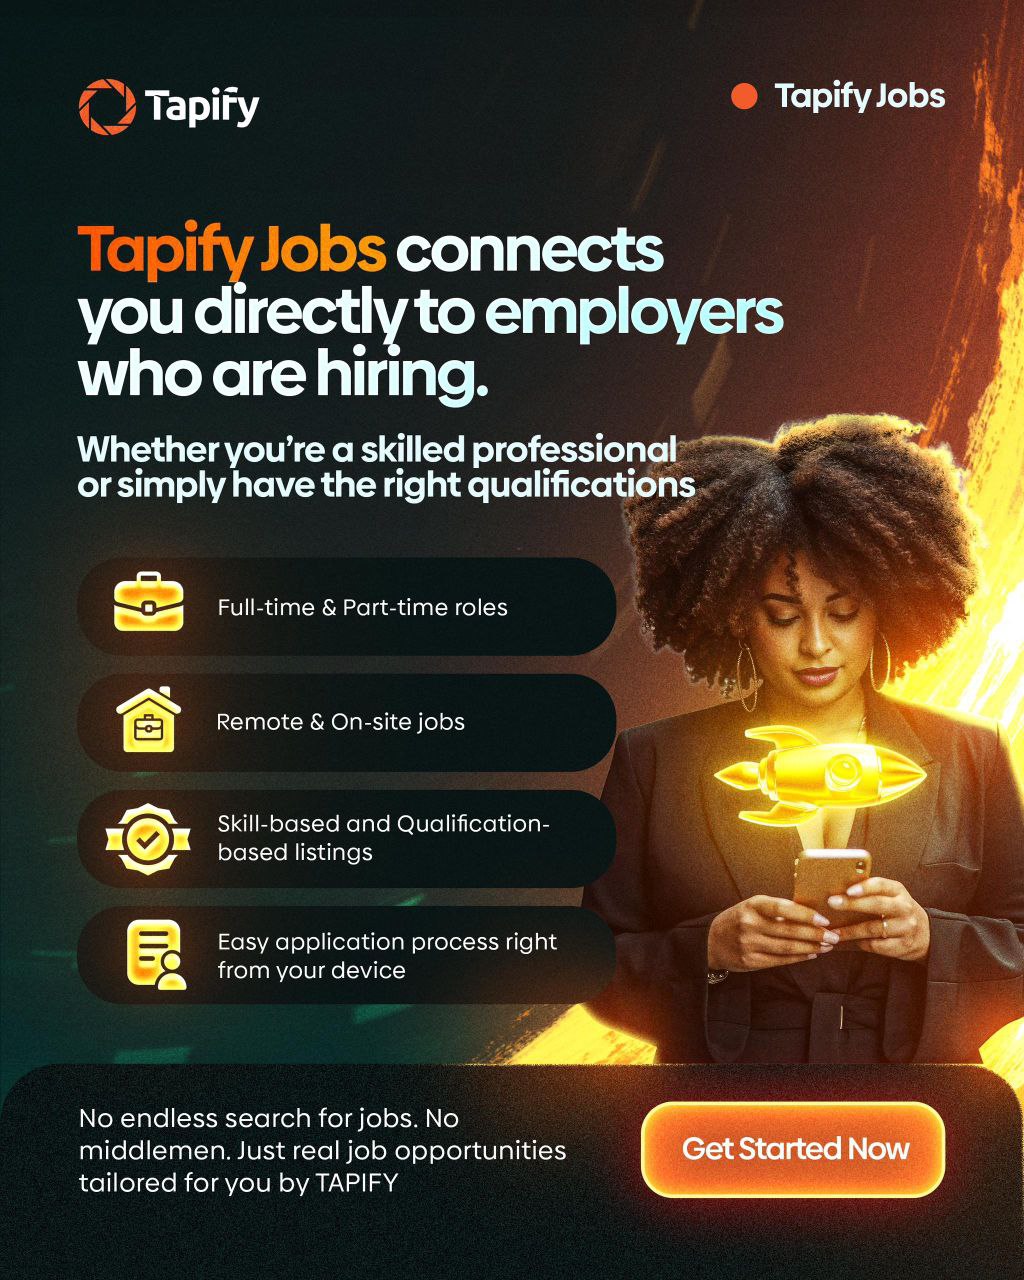 Tapify
Tapify Jobs
Tapify Jobs connects
you directly to employers
who are hiring.
Whether you're a skilled professional
or simply have the right qualifications
Full-time & Part-time roles
Remote & On-site jobs
Skill-based and Qualification-
based listings
Easy application process right
from your device
No endless search for jobs. No
middlemen. Just real job opportunities
tailored for you by TAPIFY
Get Started Now